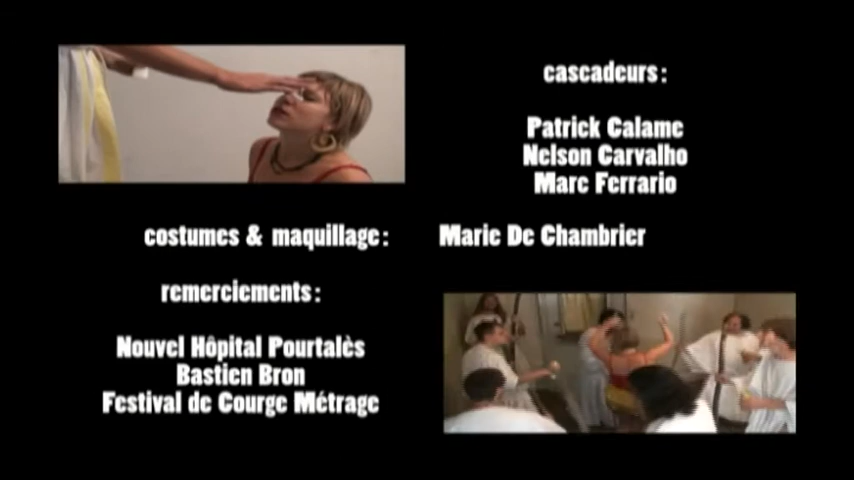 cascadeurs:
Patrick Calame
Nelson Carvalho
Marc Ferrario
costumes & maquillage: Marie De Chambrier
remerciements:
Nouvel Hôpital Pourtalès
Bastien Bron
Festival de Courge Métrage